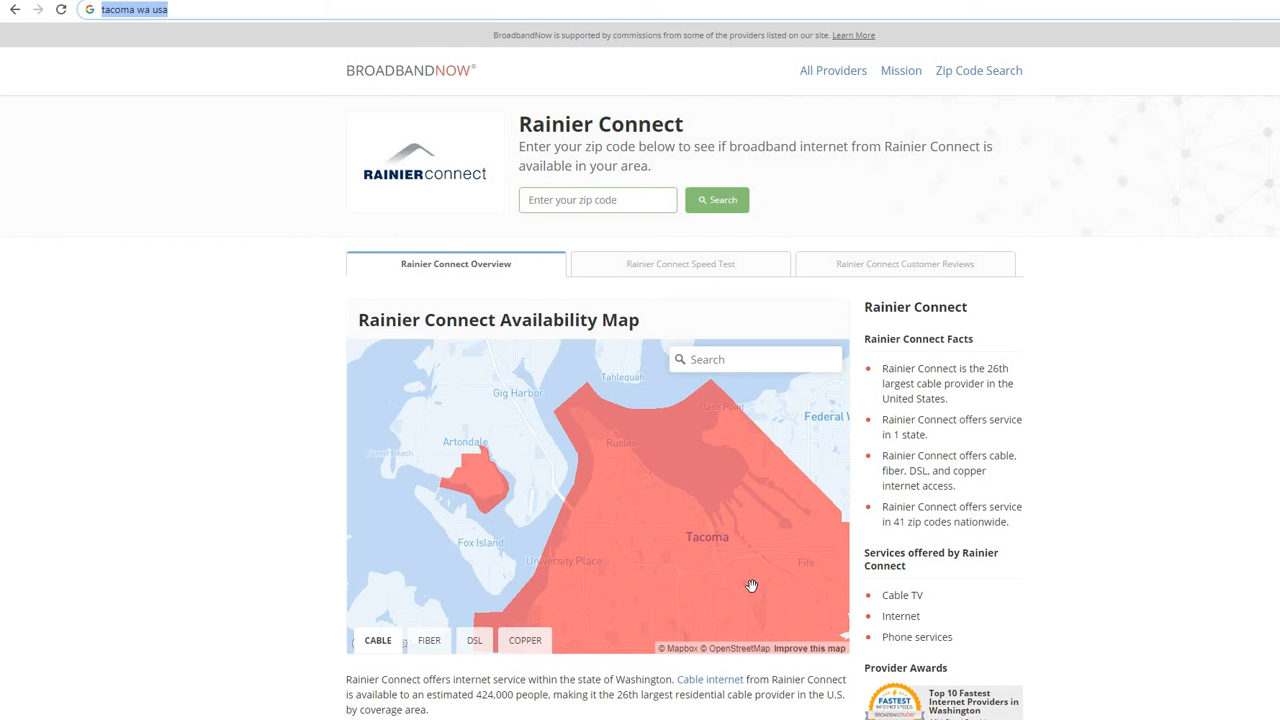 tacoma wa usa
BroadbandNow is supported by commissions from some of the providers listed on our site. Learn More
BROADBANDNOW®
All Providers
Mission
Zip Code Search
RAINIERconnect
Rainier Connect
Enter your zip code below to see if broadband internet from Rainier Connect is
available in your area.
Enter your zip code
Search
Rainier Connect Overview
Rainier Connect Speed Test
Rainier Connect Customer Reviews
Rainier Connect Availability Map
Search
Tahlequah
Gig Harbor
Dash Point
Federal W
Artondale
Ruston
Forest Beach
Tacoma
Fox Island
University Place
Fife
CABLE
FIBER
DSL
COPPER
© Mapbox © OpenStreetMap Improve this map
Rainier Connect offers internet service within the state of Washington. Cable internet from Rainier Connect
is available to an estimated 424,000 people, making it the 26th largest residential cable provider in the U.S.
by coverage area.
Rainier Connect
Rainier Connect Facts
Rainier Connect is the 26th
largest cable provider in the
United States.
Rainier Connect offers service
in 1 state.
Rainier Connect offers cable,
fiber, DSL, and copper
internet access.
Rainier Connect offers service
in 41 zip codes nationwide.
Services offered by Rainier
Connect
Cable TV
Internet
Phone services
Provider Awards
FASTEST
INTERNET SPEEDS
BROADBANDNOW
Top 10 Fastest
Internet Providers in
Washington